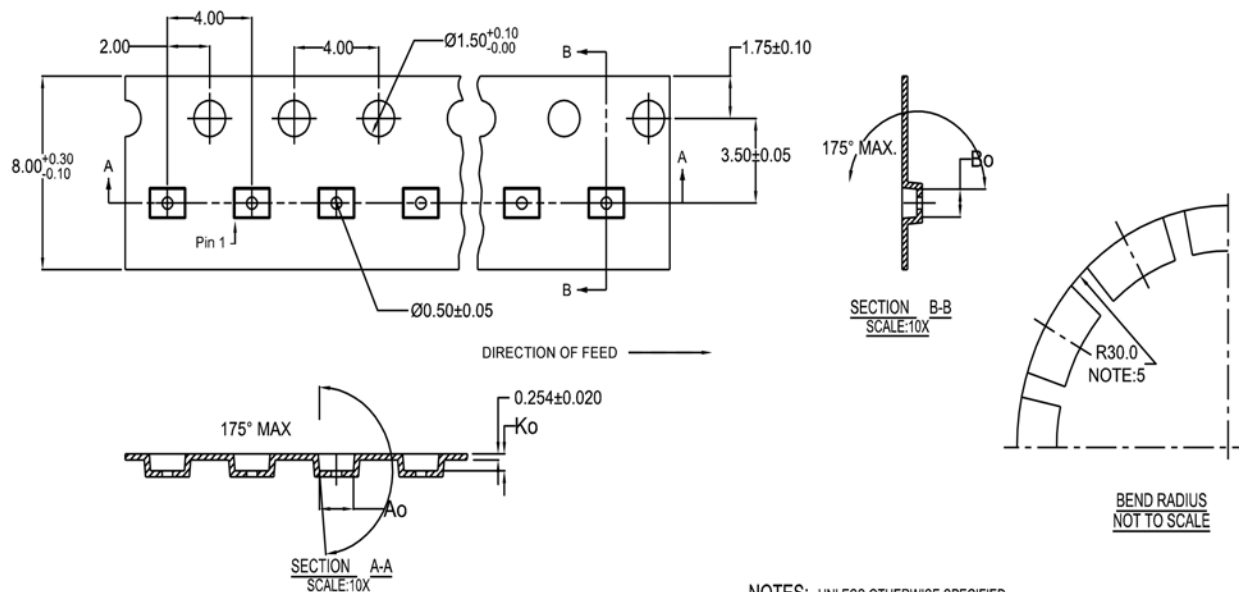 4.00
2.00
4.00
Ø1.50 +0.10 -0.00
B
1.75±0.10
8.00 +0.30 -0.10
A
A
3.50±0.05
Pin 1
B
Ø0.50±0.05
175° MAX.
Bo
SECTION B-B
SCALE:10X
R30.0
NOTE:5
DIRECTION OF FEED
0.254±0.020
Ko
175° MAX
Ao
SECTION A-A
SCALE:10X
BEND RADIUS
NOT TO SCALE
NOTES: UNLESS OTHERWISE SPECIFIED